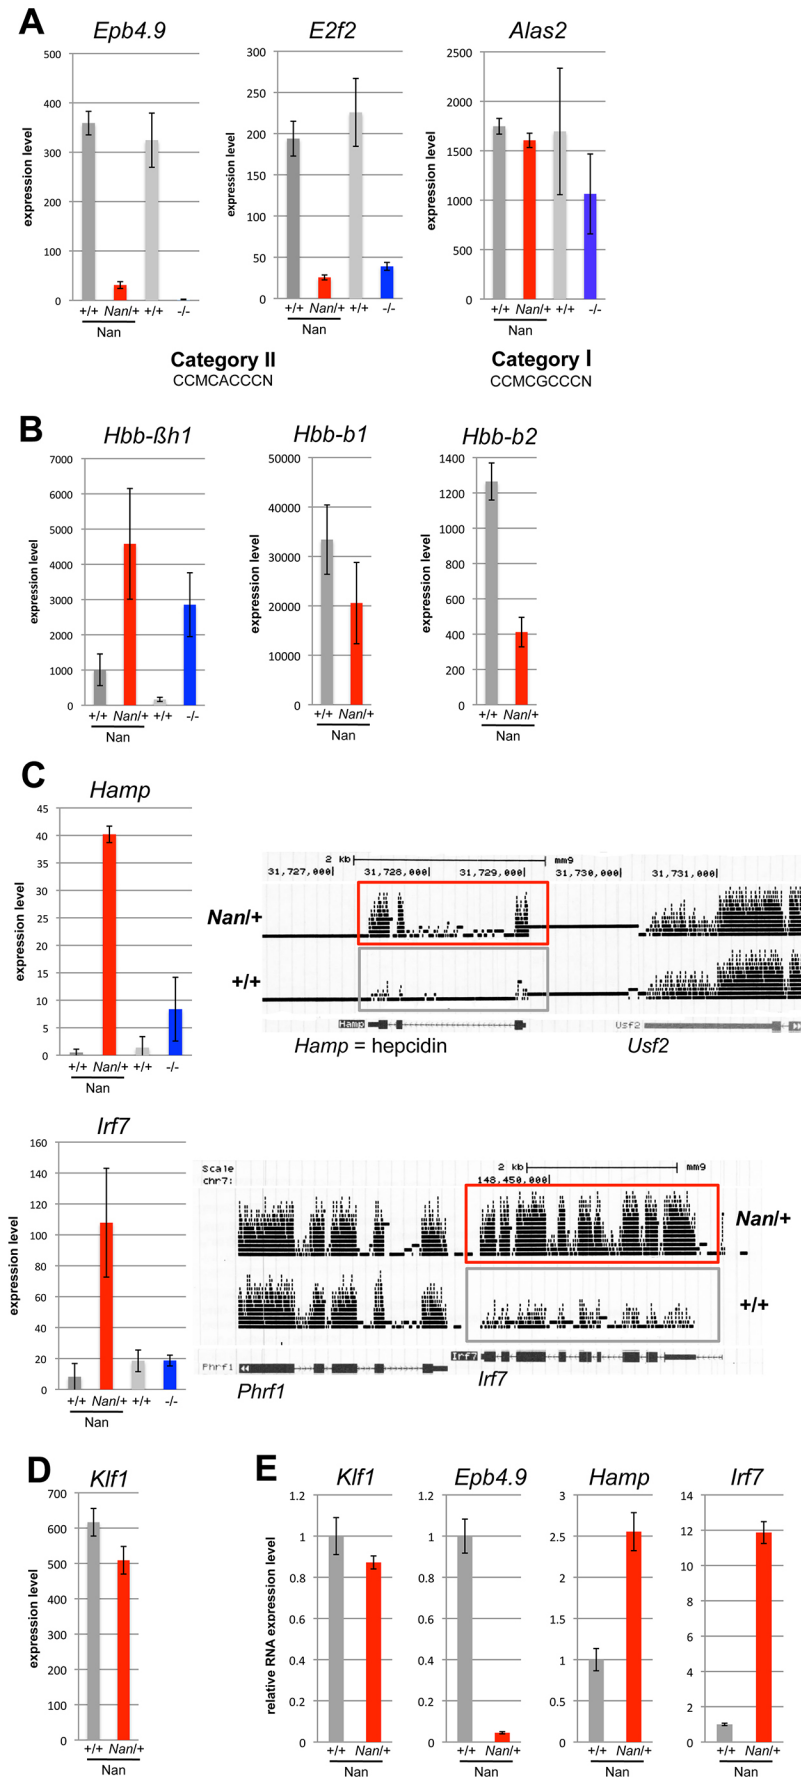 A
Epb4.9
E2f2
Alas2
expression level
500
400
300
200
100
0
+/+ Nan/+ +/+ -/-
Nan
expression level
300
250
200
150
100
50
0
+/+ Nan/+ +/+ -/-
Nan
expression level
2500
2000
1500
1000
500
0
+/+ Nan/+ +/+ -/-
Nan
Category II
CCMCACCCN
Category I
CCMCGCCCN
B
Hbb-ßh1
Hbb-b1
Hbb-b2
expression level
7000
6000
5000
4000
3000
2000
1000
0
+/+ Nan/+ +/+ -/-
Nan
expression level
50000
40000
30000
20000
10000
0
+/+ Nan/+
Nan
expression level
1400
1200
1000
800
600
400
200
0
+/+ Nan/+
Nan
C
Hamp
expression level
45
40
35
30
25
20
15
10
5
0
+/+ Nan/+ +/+ -/-
Nan
2 kb mm9
31,727,000 31,728,000 31,729,000 31,730,000 31,731,000
Nan/+
+/+
Hamp Usf2
Hamp = hepcidin
Usf2
Irf7
expression level
160
140
120
100
80
60
40
20
0
+/+ Nan/+ +/+ -/-
Nan
Scale 2 kb mm9
chr7: 148,450,000
Nan/+
+/+
Phrf1 Irf7
Phrf1
Irf7
D
Klf1
expression level
700
600
500
400
300
200
100
0
+/+ Nan/+
Nan
E
Klf1
Epb4.9
Hamp
Irf7
relative RNA expression level
1.2
1
0.8
0.6
0.4
0.2
0
+/+ Nan/+
Nan
1.2
1
0.8
0.6
0.4
0.2
0
+/+ Nan/+
Nan
3
2.5
2
1.5
1
0.5
0
+/+ Nan/+
Nan
14
12
10
8
6
4
2
0
+/+ Nan/+
Nan